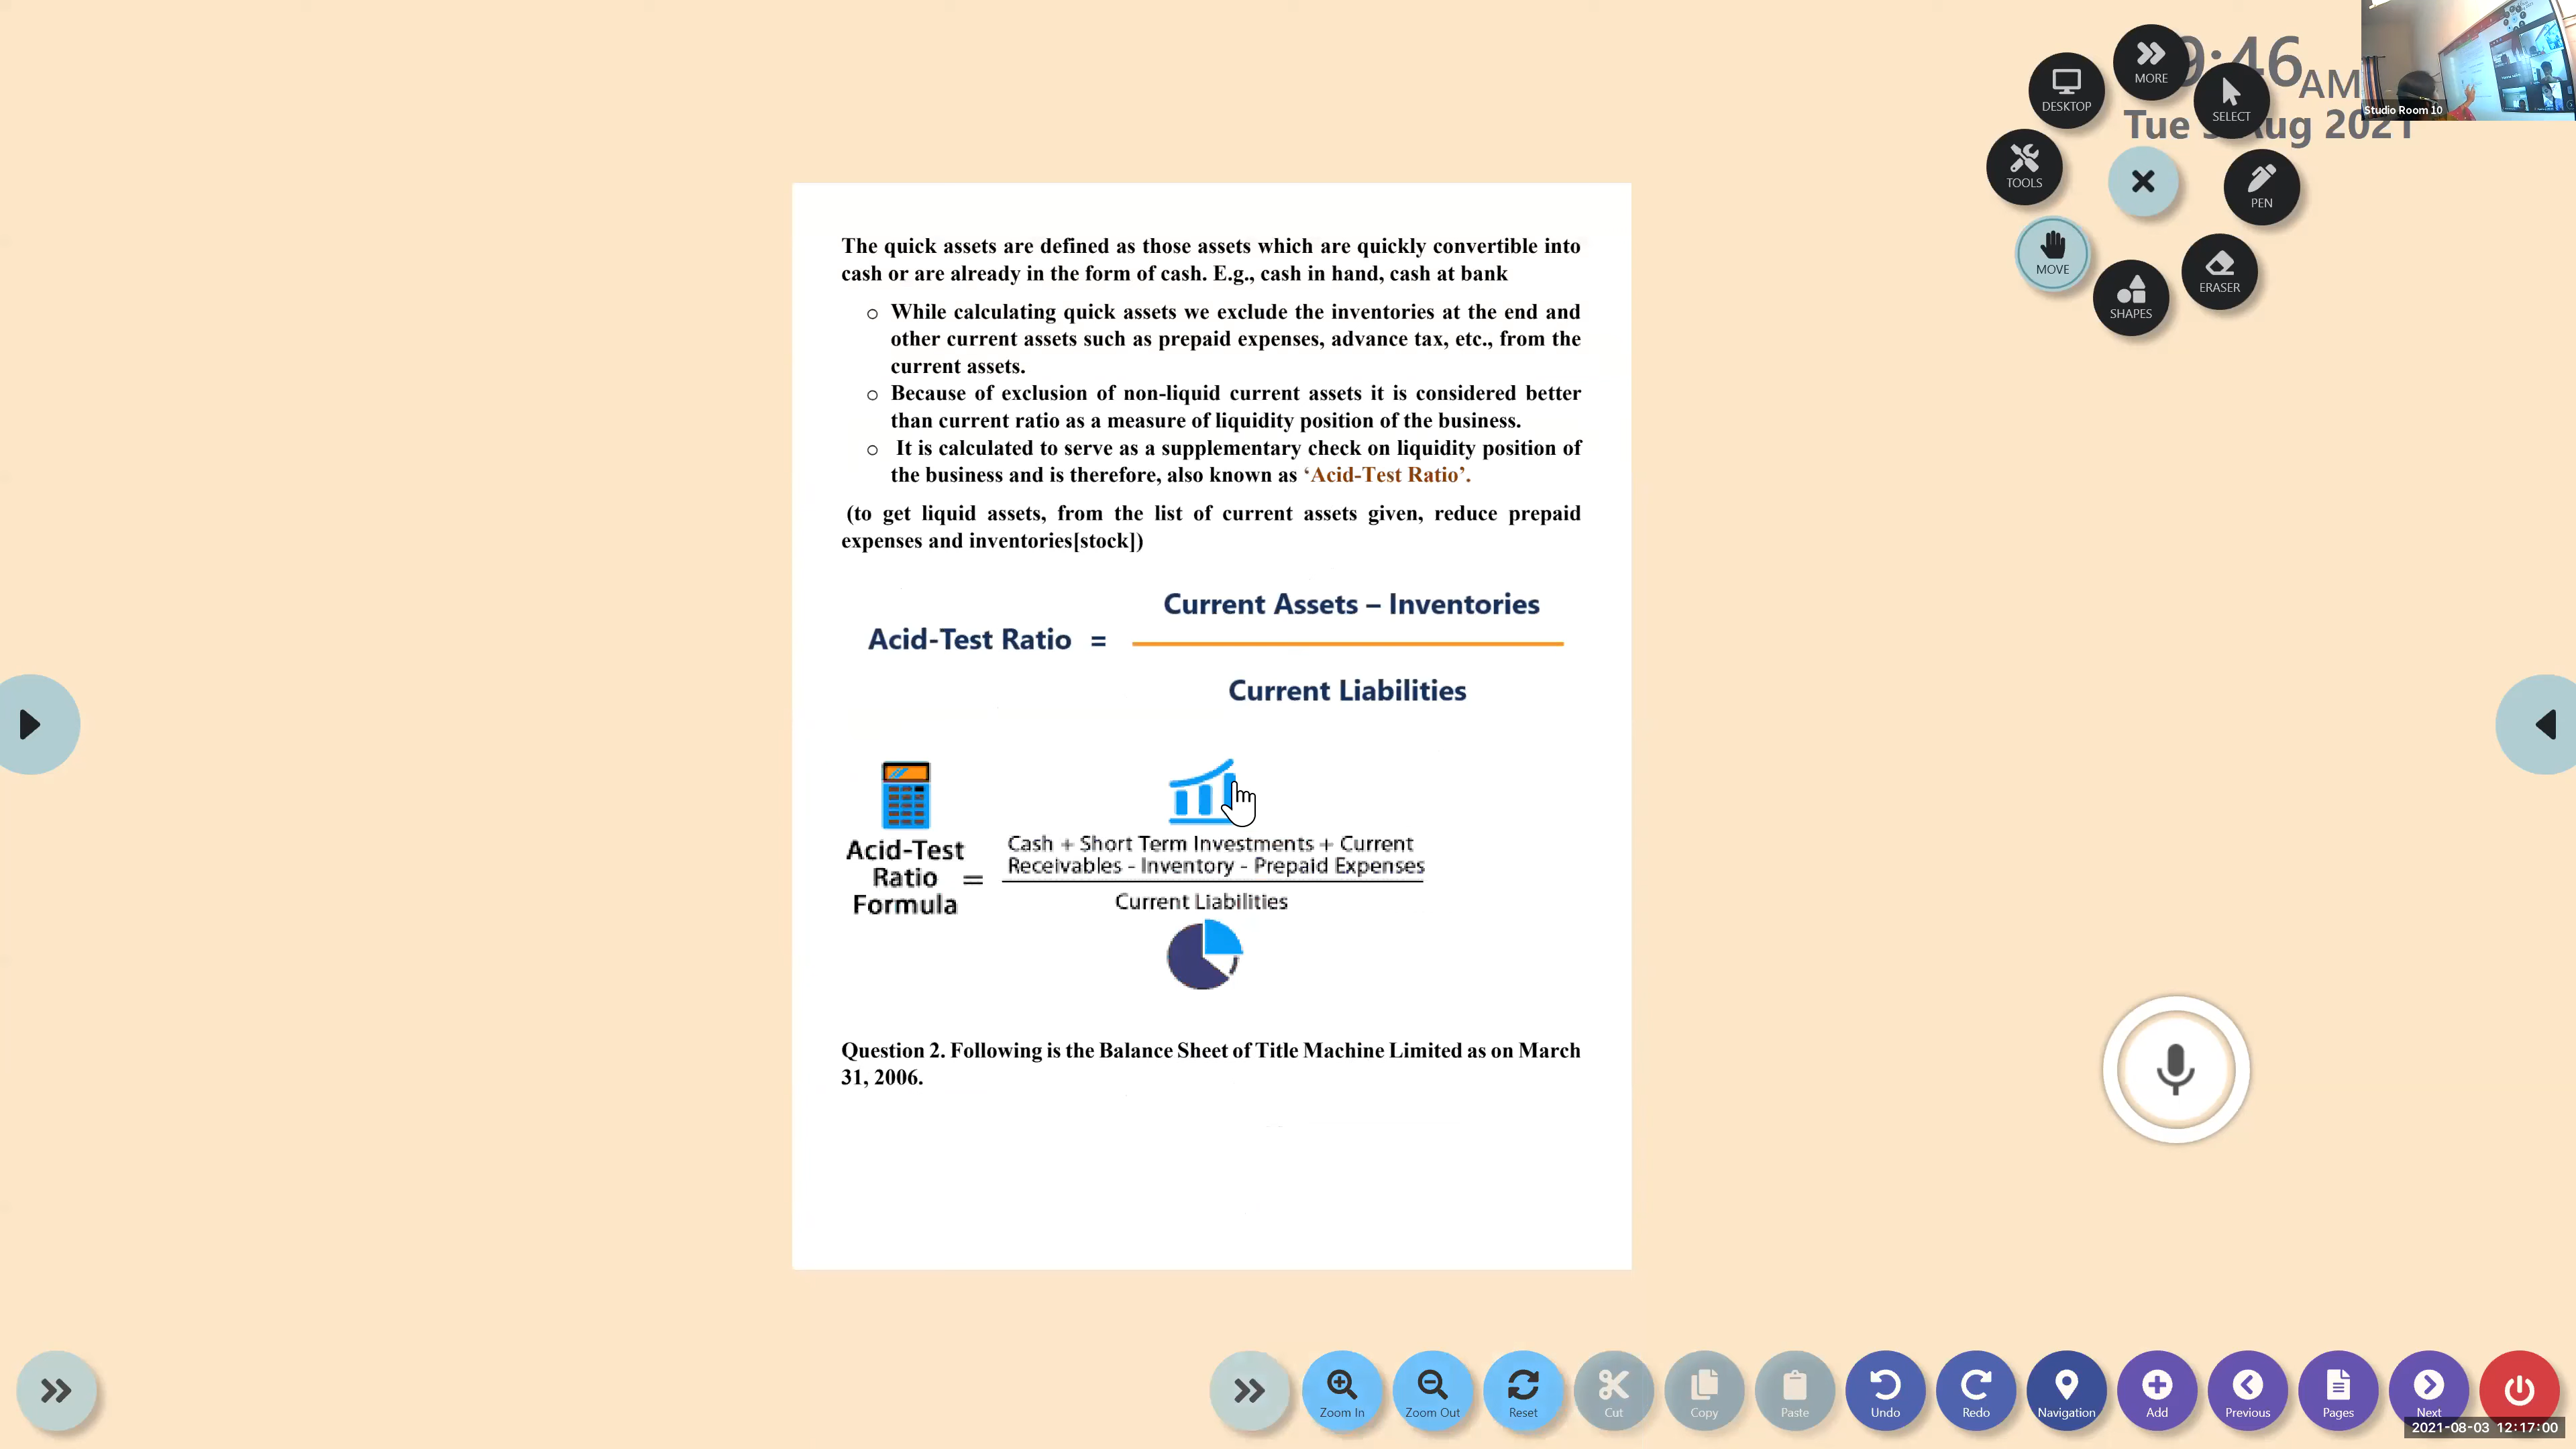 MORE
DESKTOP
SELECT
9:46 AM
Studio Room 10
Tue 3 Aug 2021
TOOLS
PEN
MOVE
ERASER
SHAPES
The quick assets are defined as those assets which are quickly convertible into
cash or are already in the form of cash. E.g., cash in hand, cash at bank
o While calculating quick assets we exclude the inventories at the end and
other current assets such as prepaid expenses, advance tax, etc., from the
current assets.
o Because of exclusion of non-liquid current assets it is considered better
than current ratio as a measure of liquidity position of the business.
o It is calculated to serve as a supplementary check on liquidity position of
the business and is therefore, also known as ‘Acid-Test Ratio’.
(to get liquid assets, from the list of current assets given, reduce prepaid
expenses and inventories[stock])
Current Assets – Inventories
Acid-Test Ratio =
Current Liabilities
Acid-Test
Ratio
Formula
=
Cash + Short Term Investments + Current
Receivables - Inventory - Prepaid Expenses
Current Liabilities
Question 2. Following is the Balance Sheet of Title Machine Limited as on March
31, 2006.
Zoom In
Zoom Out
Reset
Cut
Copy
Paste
Undo
Redo
Navigation
Add
Previous
Pages
Next
2021-08-03 12:17:00